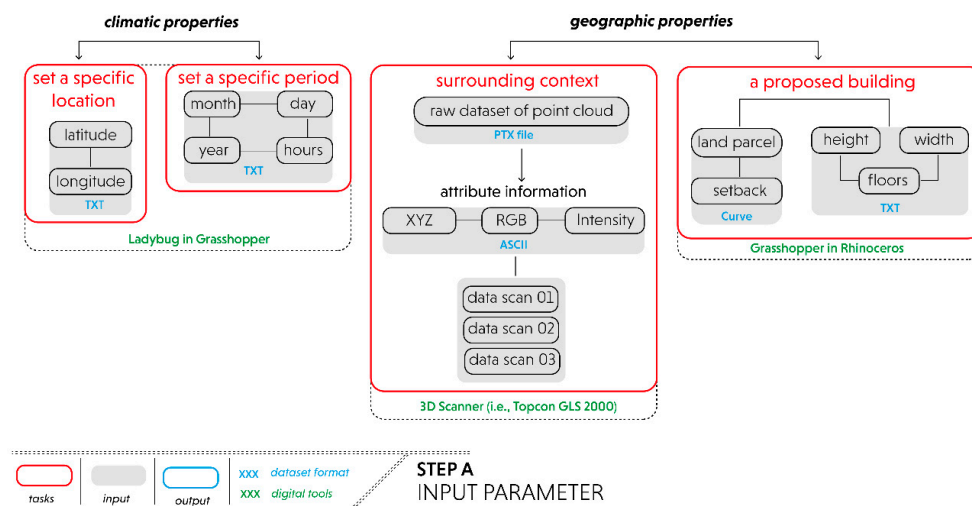 climatic properties
geographic properties
set a specific
location
latitude
longitude
TXT
set a specific period
month
day
year
hours
TXT
Ladybug in Grasshopper
surrounding context
raw dataset of point cloud
PTX file
attribute information
XYZ
RGB
Intensity
ASCII
data scan 01
data scan 02
data scan 03
3D Scanner (i.e., Topcon GLS 2000)
a proposed building
land parcel
setback
Curve
height
width
floors
TXT
Grasshopper in Rhinoceros
tasks
input
output
XXX dataset format
XXX digital tools
STEP A
INPUT PARAMETER